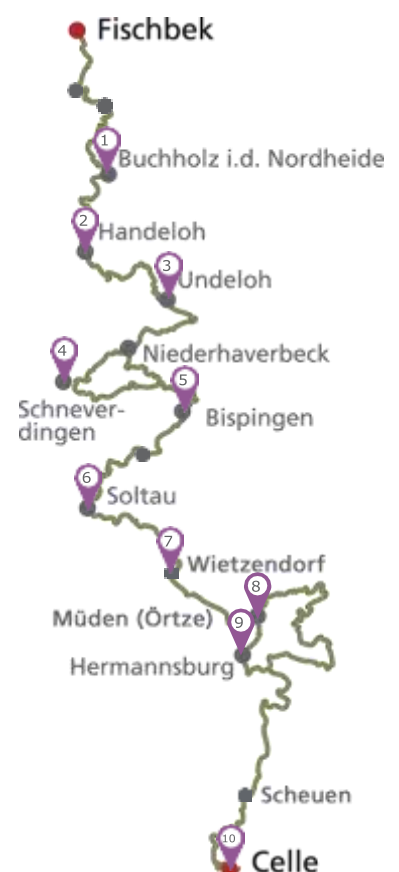 Fischbek
1
Buchholz i.d. Nordheide
2
Handeloh
3
Undeloh
Niederhaverbeck
4
5
Schnever-
dingen
Bispingen
6
Soltau
7
Wietzendorf
8
Müden (Örtze)
9
Hermannsburg
Scheuen
10
Celle